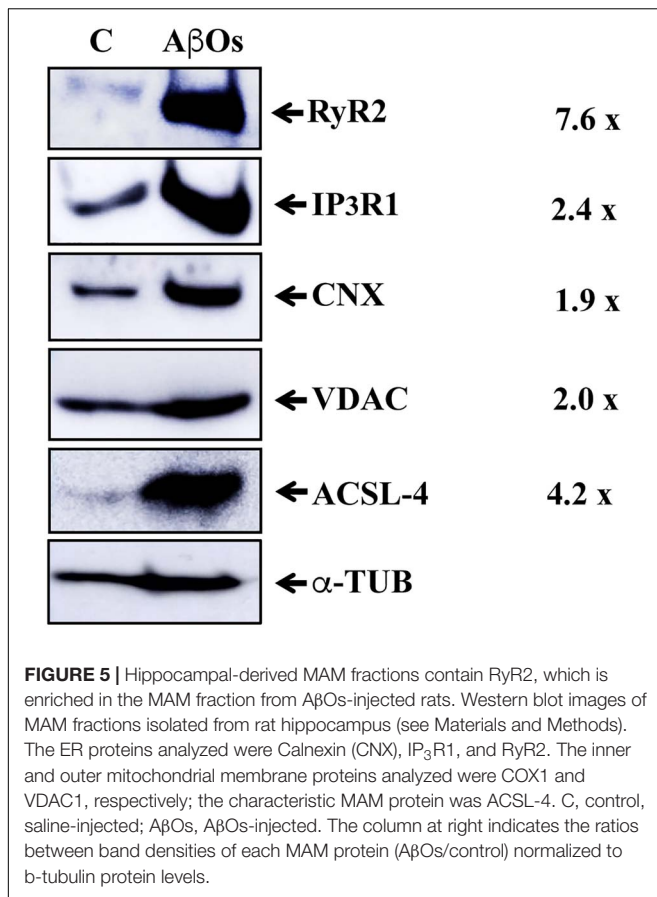 C AβOs
←RyR2 7.6 x
←IP3R1 2.4 x
←CNX 1.9 x
←VDAC 2.0 x
←ACSL-4 4.2 x
←α-TUB
FIGURE 5 | Hippocampal-derived MAM fractions contain RyR2, which is
enriched in the MAM fraction from AβOs-injected rats. Western blot images of
MAM fractions isolated from rat hippocampus (see Materials and Methods).
The ER proteins analyzed were Calnexin (CNX), IP₃R1, and RyR2. The inner
and outer mitochondrial membrane proteins analyzed were COX1 and
VDAC1, respectively; the characteristic MAM protein was ACSL-4. C, control,
saline-injected; AβOs, AβOs-injected. The column at right indicates the ratios
between band densities of each MAM protein (AβOs/control) normalized to
b-tubulin protein levels.